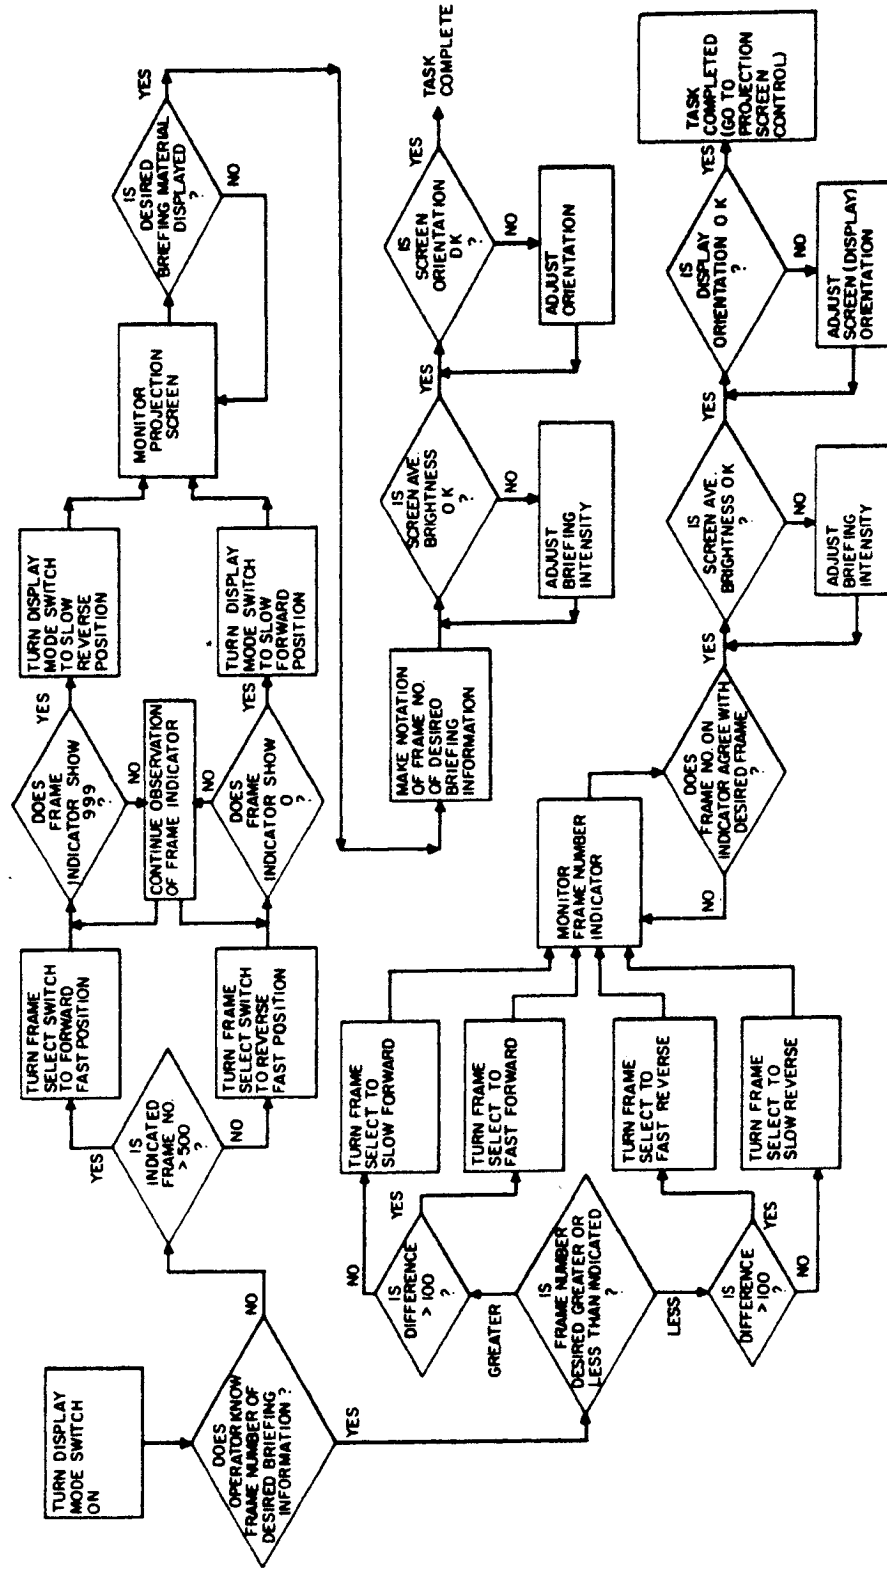 TURN DISPLAY
MODE SWITCH
ON
DOES
OPERATOR KNOW
FRAME NUMBER OF
DESIRED BRIEFING
INFORMATION ?
NO
YES
IS
INDICATED
FRAME NO.
> 500
?
YES
NO
TURN FRAME
SELECT SWITCH
TO FORWARD
FAST POSITION
TURN FRAME
SELECT SWITCH
TO REVERSE
FAST POSITION
DOES
FRAME
INDICATOR SHOW
999
?
YES
NO
CONTINUE OBSERVATION
OF FRAME INDICATOR
NO
DOES
FRAME
INDICATOR SHOW
O
?
YES
TURN DISPLAY
MODE SWITCH
TO SLOW
REVERSE
POSITION
TURN DISPLAY
MODE SWITCH
TO SLOW
FORWARD
POSITION
MONITOR
PROJECTION
SCREEN
IS
DESIRED
BRIEFING MATERIAL
DISPLAYED
?
YES
NO
MAKE NOTATION
OF FRAME NO.
OF DESIRED
BRIEFING
INFORMATION
IS
SCREEN AVE.
BRIGHTNESS
O K
?
YES
NO
ADJUST
BRIEFING
INTENSITY
IS
SCREEN
ORIENTATION
OK
?
YES
NO
ADJUST
ORIENTATION
TASK
COMPLETE
IS
FRAME NUMBER
DESIRED GREATER OR
LESS THAN INDICATED
?
GREATER
LESS
IS
DIFFERENCE
> 100
?
NO
YES
IS
DIFFERENCE
> 100
?
YES
NO
TURN FRAME
SELECT TO
SLOW FORWARD
TURN FRAME
SELECT TO
FAST FORWARD
TURN FRAME
SELECT TO
FAST REVERSE
TURN FRAME
SELECT TO
SLOW REVERSE
MONITOR
FRAME NUMBER
INDICATOR
DOES
FRAME NO. ON
INDICATOR AGREE WITH
DESIRED FRAME
?
NO
YES
IS
SCREEN AVE.
BRIGHTNESS OK
?
YES
NO
ADJUST
BRIEFING
INTENSITY
IS
DISPLAY
ORIENTATION O K
?
YES
NO
ADJUST
SCREEN (DISPLAY)
ORIENTATION
TASK
COMPLETED
(GO TO
PROJECTION
SCREEN
CONTROL)